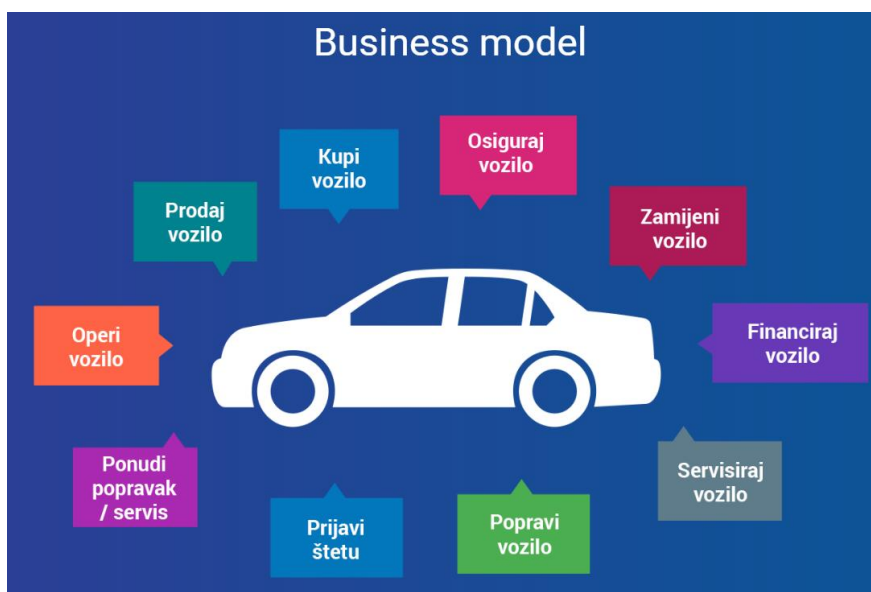 Business model
Kupi
vozilo
Osiguraj
vozilo
Prodaj
vozilo
Zamijeni
vozilo
Operi
vozilo
Financiraj
vozilo
Ponudi
popravak
/ servis
Servisiraj
vozilo
Prijavi
štetu
Popravi
vozilo